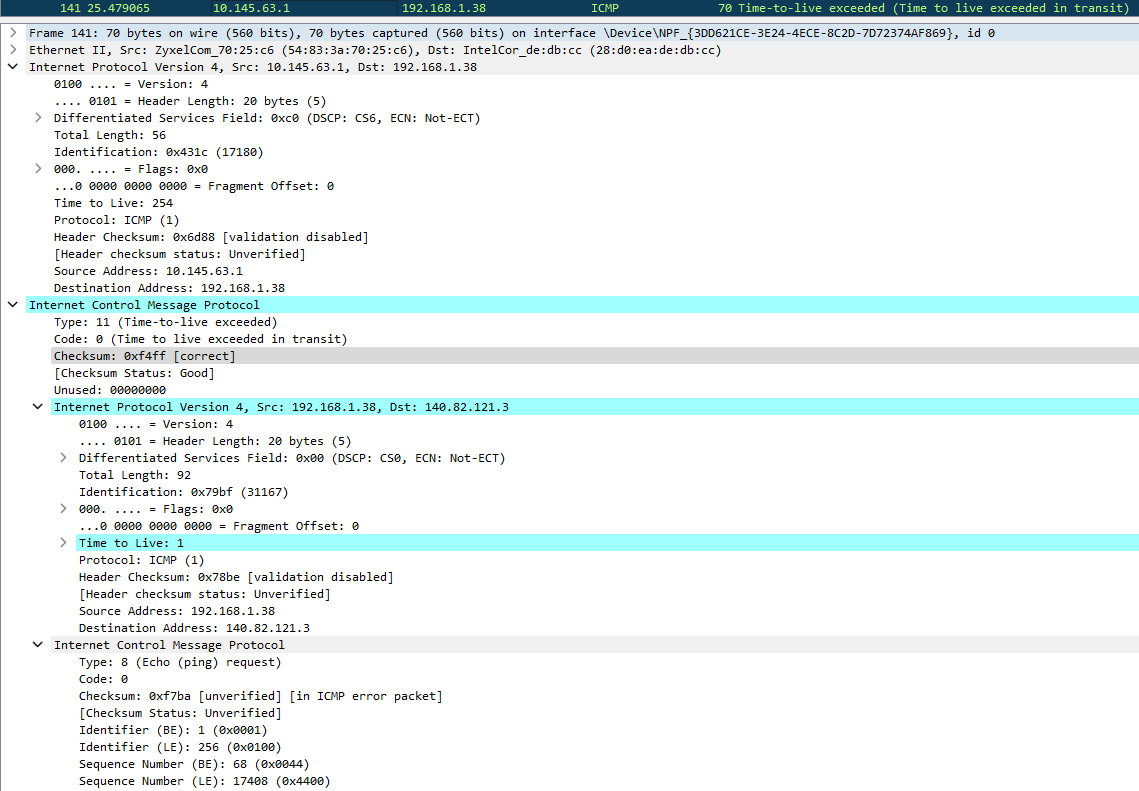 141 25.479065 10.145.63.1 192.168.1.38 ICMP 70 Time-to-live exceeded (Time to live exceeded in transit)
Frame 141: 70 bytes on wire (560 bits), 70 bytes captured (560 bits) on interface \Device\NPF_{3DD621CE-3E24-4ECE-8C2D-7D72374AF869}, id 0
Ethernet II, Src: ZyxelCom_70:25:c6 (54:83:3a:70:25:c6), Dst: IntelCor_de:db:cc (28:d0:ea:de:db:cc)
Internet Protocol Version 4, Src: 10.145.63.1, Dst: 192.168.1.38
0100 .... = Version: 4
.... 0101 = Header Length: 20 bytes (5)
Differentiated Services Field: 0xc0 (DSCP: CS6, ECN: Not-ECT)
Total Length: 56
Identification: 0x431c (17180)
000. .... = Flags: 0x0
...0 0000 0000 0000 = Fragment Offset: 0
Time to Live: 254
Protocol: ICMP (1)
Header Checksum: 0x6d88 [validation disabled]
[Header checksum status: Unverified]
Source Address: 10.145.63.1
Destination Address: 192.168.1.38
Internet Control Message Protocol
Type: 11 (Time-to-live exceeded)
Code: 0 (Time to live exceeded in transit)
Checksum: 0xf4ff [correct]
[Checksum Status: Good]
Unused: 00000000
Internet Protocol Version 4, Src: 192.168.1.38, Dst: 140.82.121.3
0100 .... = Version: 4
.... 0101 = Header Length: 20 bytes (5)
Differentiated Services Field: 0x00 (DSCP: CS0, ECN: Not-ECT)
Total Length: 92
Identification: 0x79bf (31167)
000. .... = Flags: 0x0
...0 0000 0000 0000 = Fragment Offset: 0
Time to Live: 1
Protocol: ICMP (1)
Header Checksum: 0x78be [validation disabled]
[Header checksum status: Unverified]
Source Address: 192.168.1.38
Destination Address: 140.82.121.3
Internet Control Message Protocol
Type: 8 (Echo (ping) request)
Code: 0
Checksum: 0xf7ba [unverified] [in ICMP error packet]
[Checksum Status: Unverified]
Identifier (BE): 1 (0x0001)
Identifier (LE): 256 (0x0100)
Sequence Number (BE): 68 (0x0044)
Sequence Number (LE): 17408 (0x4400)